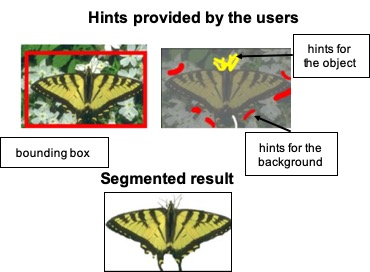 Hints provided by the users
hints for
the object
bounding box
hints for the
background
Segmented result